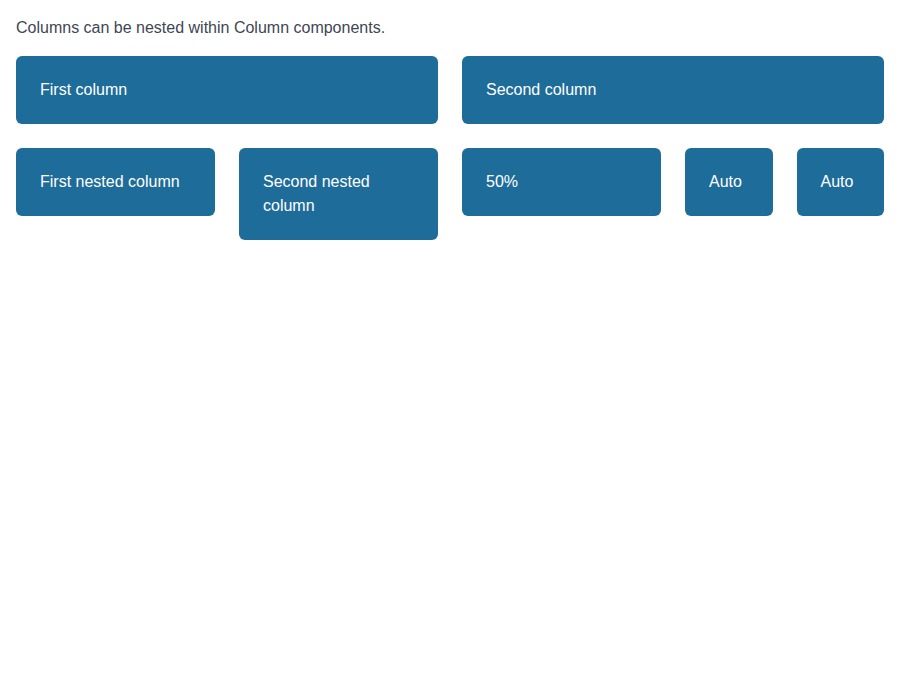 Columns can be nested within Column components.
First column
Second column
First nested column
Second nested
column
50%
Auto
Auto